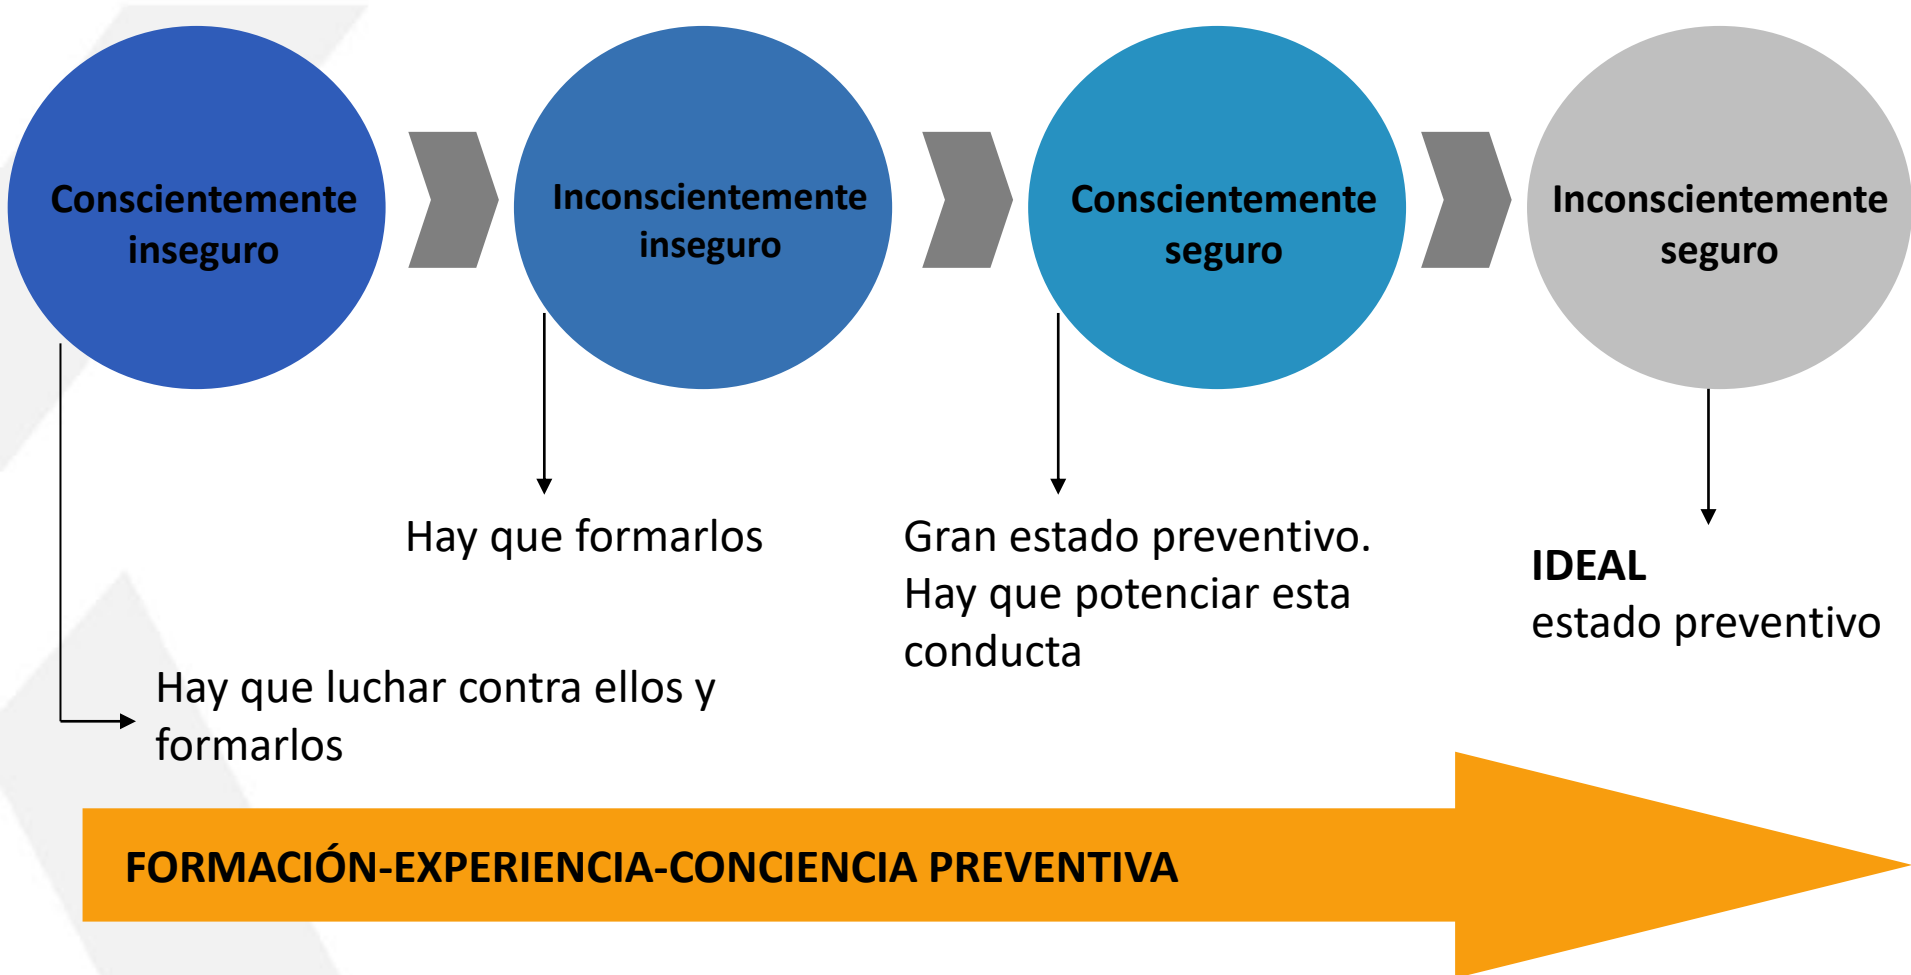 Conscientemente
inseguro
Inconscientemente
inseguro
Conscientemente
seguro
Inconscientemente
seguro
Hay que formarlos
Gran estado preventivo.
Hay que potenciar esta
conducta
IDEAL
estado preventivo
Hay que luchar contra ellos y
formarlos
FORMACIÓN-EXPERIENCIA-CONCIENCIA PREVENTIVA